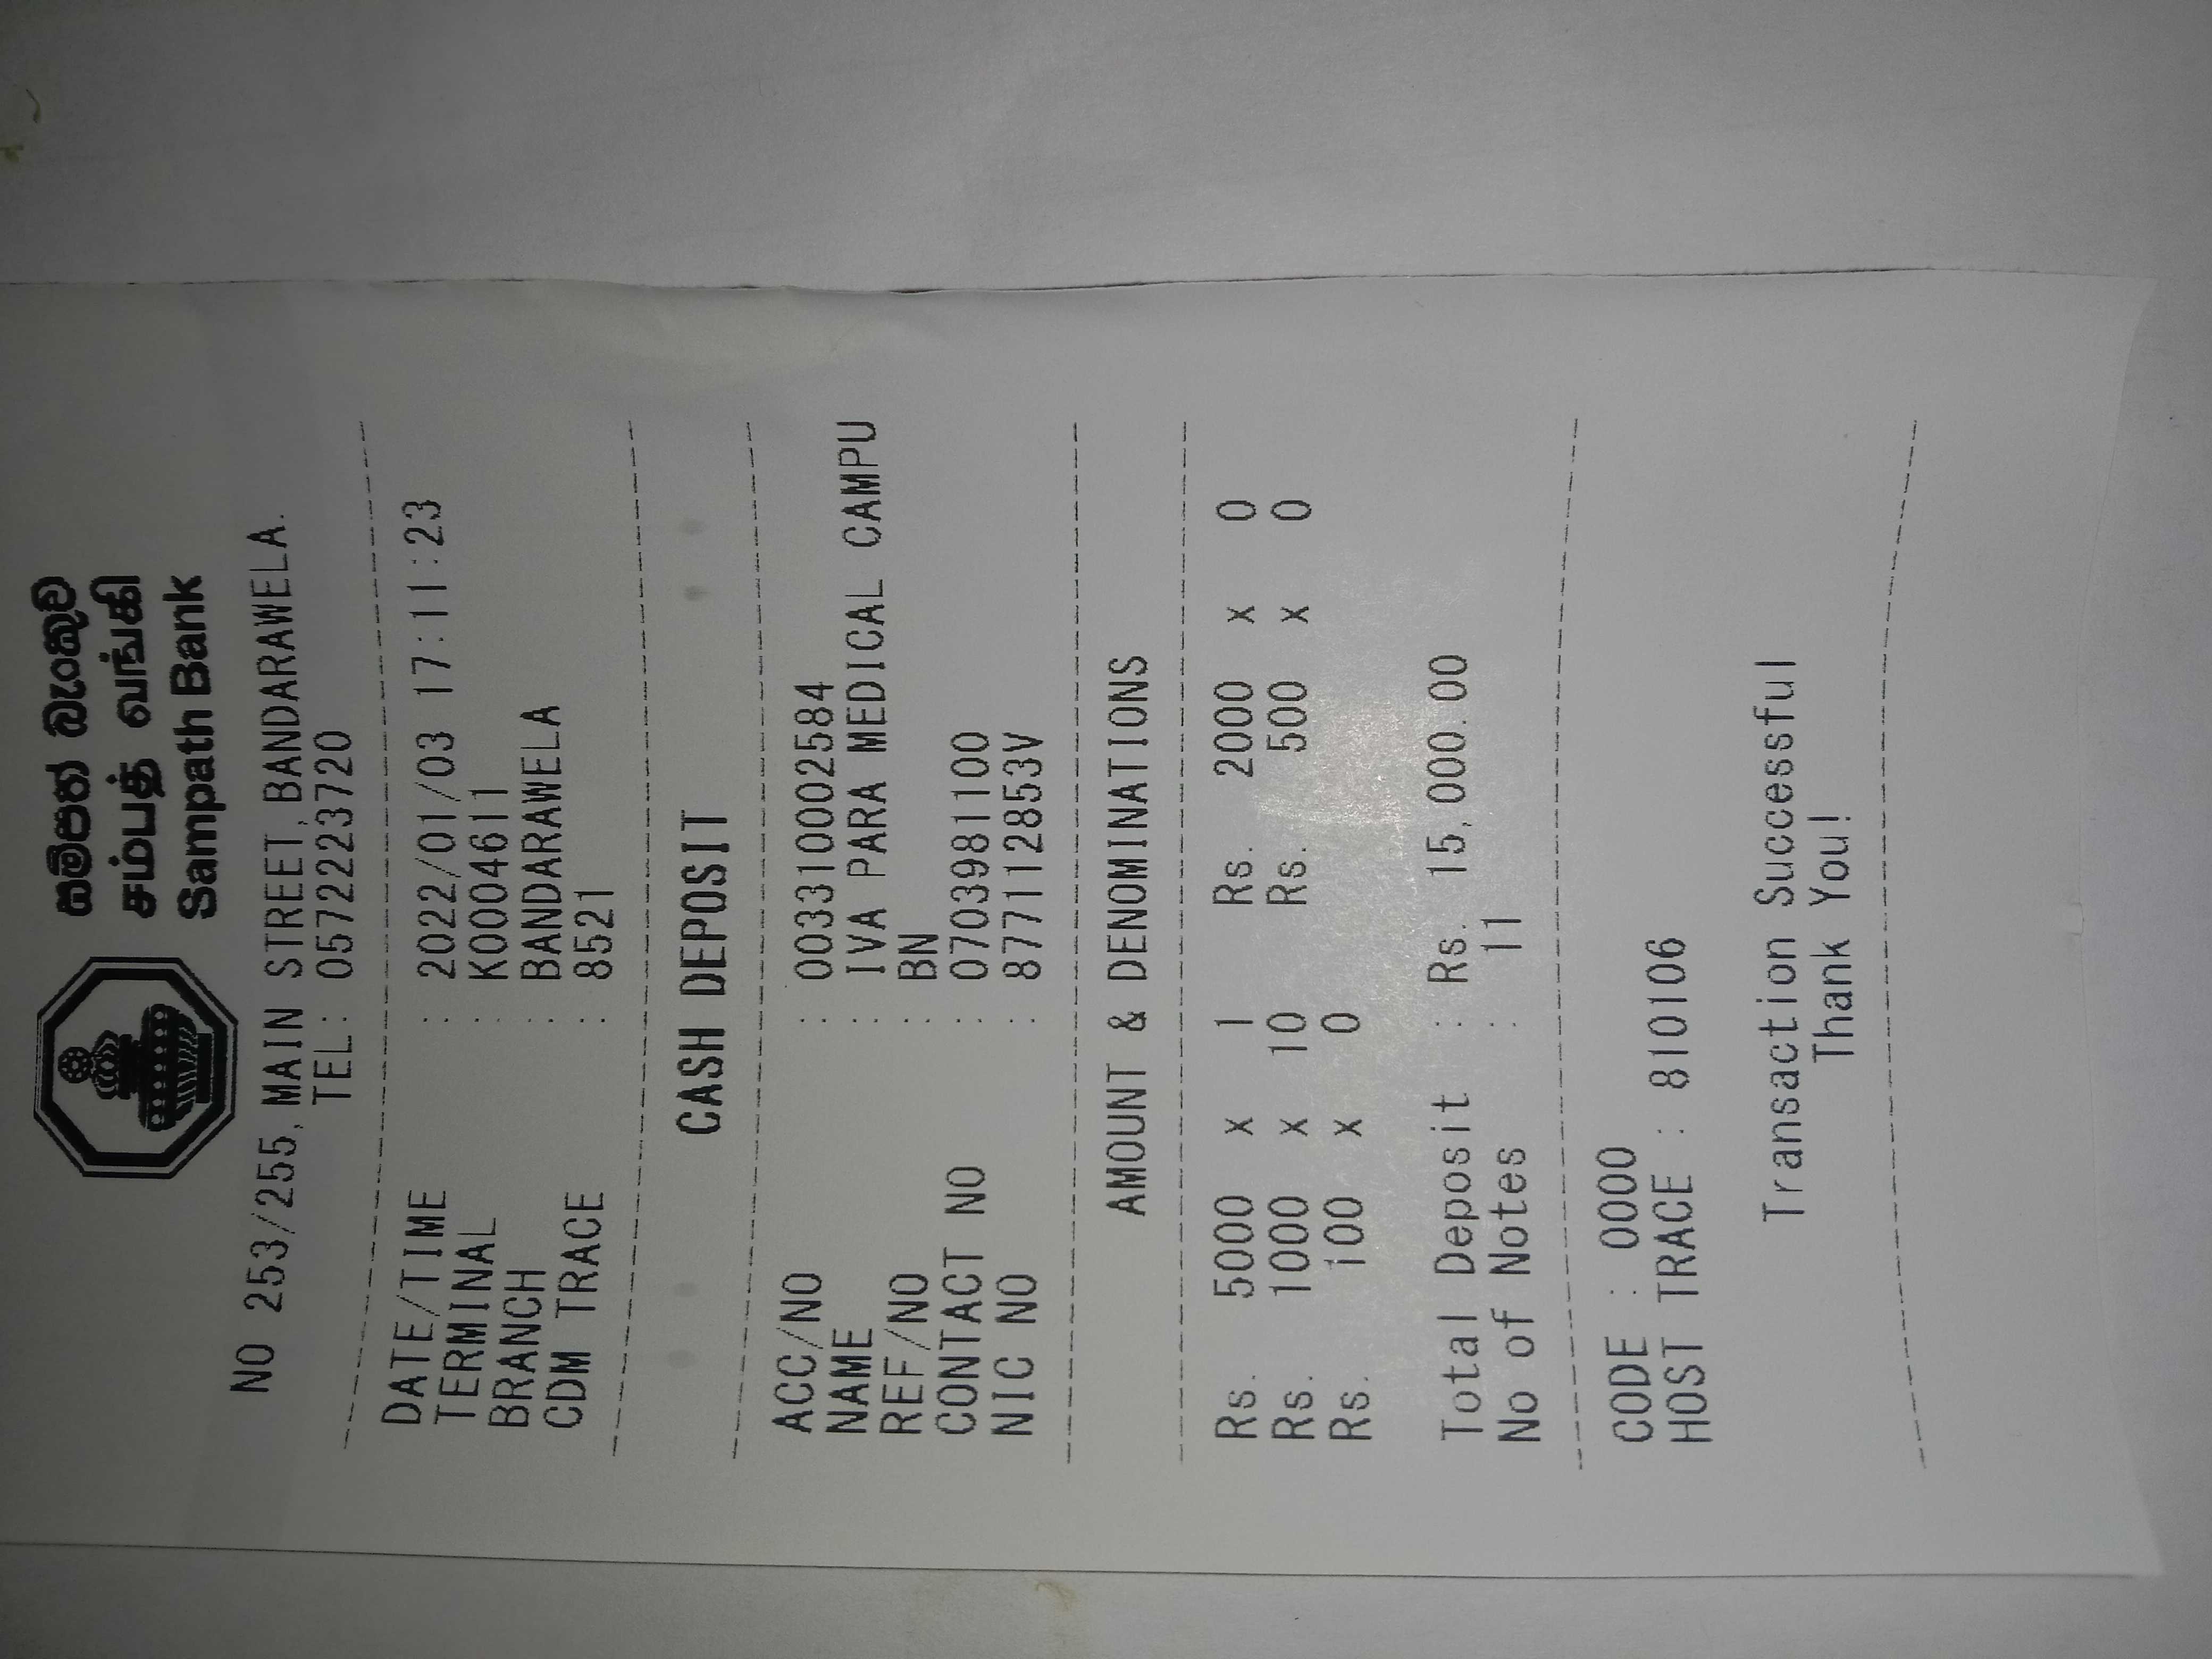 සම්පත් බැංකුව
சம்பத் வங்கி
Sampath Bank
NO 253/255, MAIN STREET, BANDARAWELA.
TEL: 0572223720
DATE/TIME : 2022/01/03 17:11:23
TERMINAL : K0004611
BRANCH : BANDARAWELA
CDM TRACE : 8521
CASH DEPOSIT
ACC/NO : 003310002584
NAME : IVA PARA MEDICAL CAMPU
REF/NO : BN
CONTACT NO : 0703981100
NIC NO : 877112853V
AMOUNT & DENOMINATIONS
Rs. 5000 x 1 Rs. 2000 x 0
Rs. 1000 x 10 Rs. 500 x 0
Rs. 100 x 0
Total Deposit : Rs. 15,000.00
No of Notes : 11
CODE : 0000
HOST TRACE : 810106
Transaction Successful
Thank You!